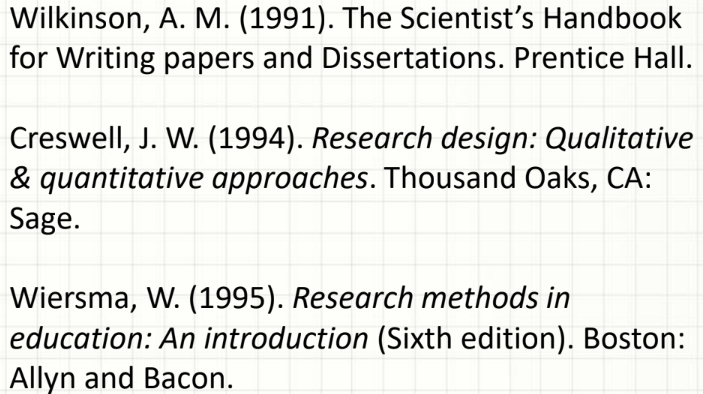 Wilkinson, A. M. (1991). The Scientist’s Handbook
for Writing papers and Dissertations. Prentice Hall.
Creswell, J. W. (1994). Research design: Qualitative
& quantitative approaches. Thousand Oaks, CA:
Sage.
Wiersma, W. (1995). Research methods in
education: An introduction (Sixth edition). Boston:
Allyn and Bacon.